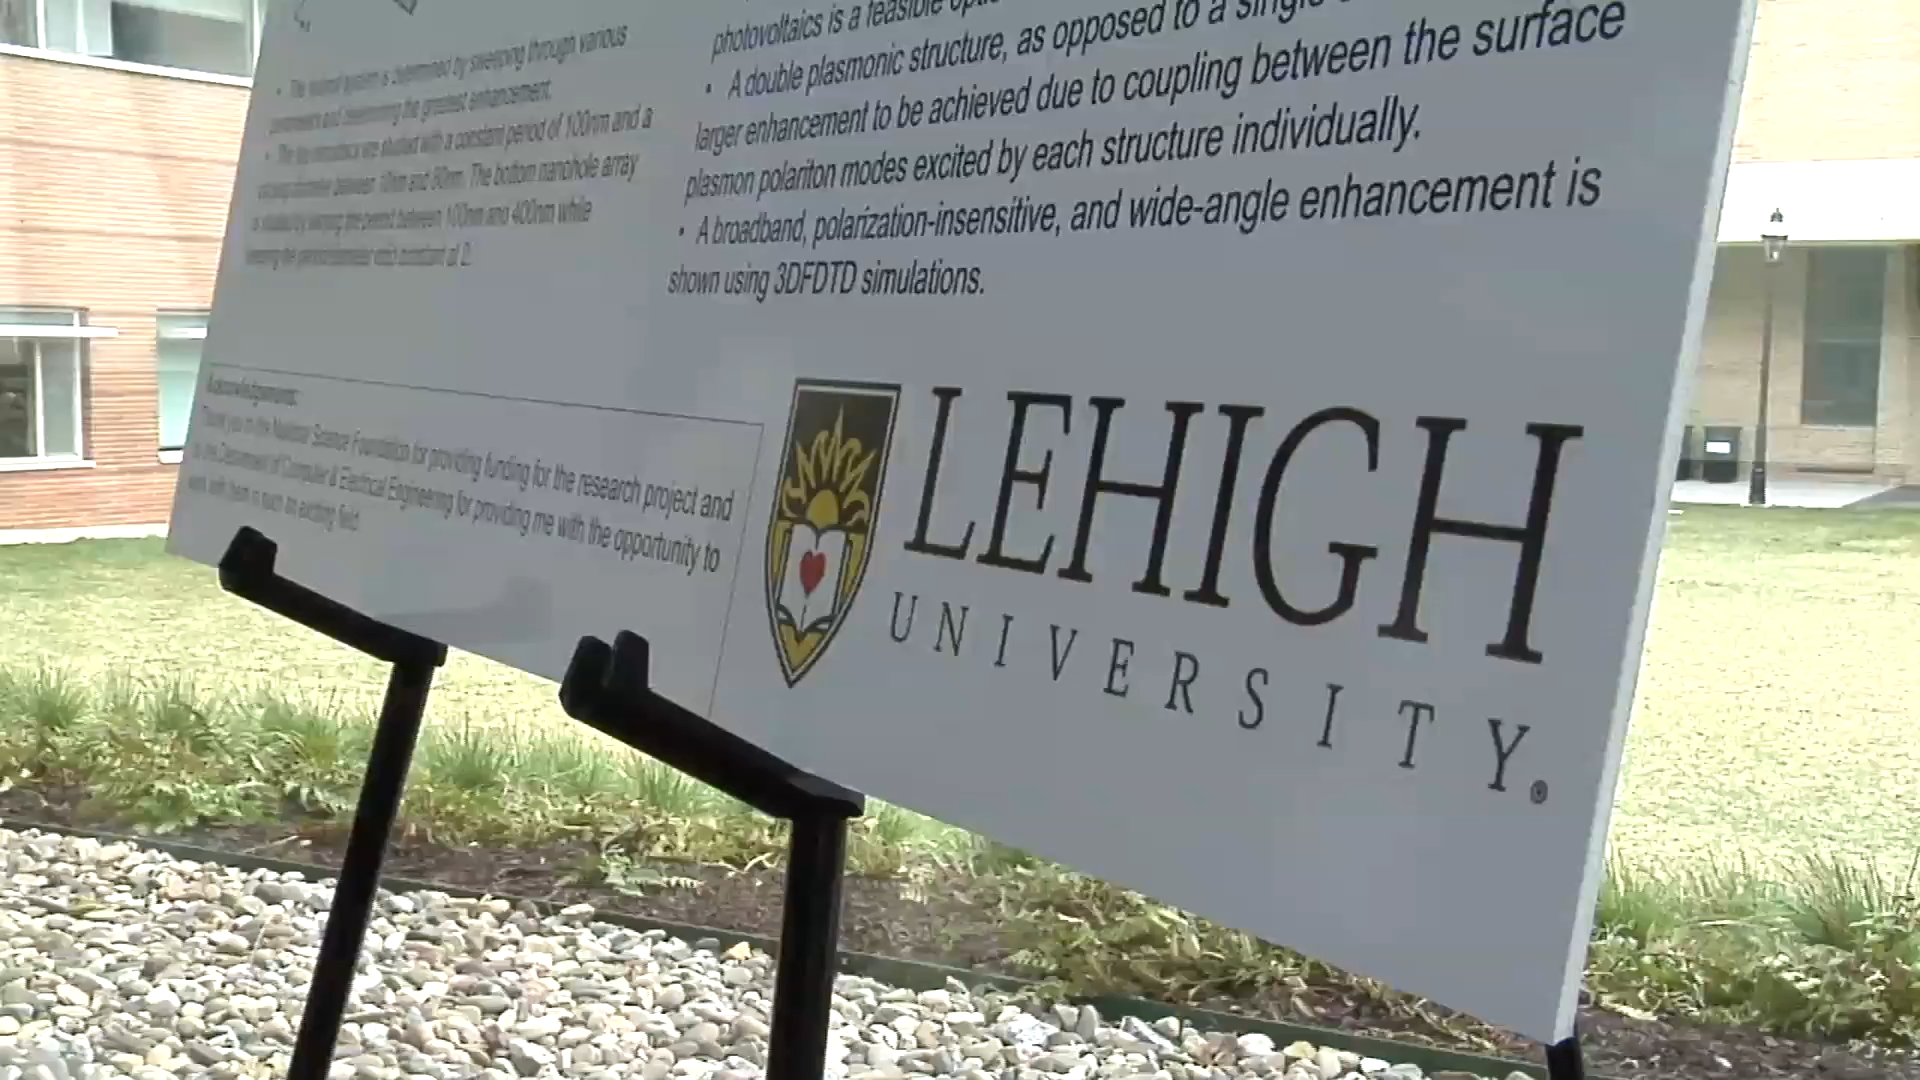 • The optimal system is determined by sweeping through various
parameters and determining the greatest enhancement.
• The top nanodiscs are studied with a constant period of 100nm and a
diameter between 10nm and 90nm. The bottom nanohole array
is studied by varying the period between 100nm and 400nm while
keeping the period/diameter ratio constant at 2.
Acknowledgements:
Thank you to the National Science Foundation for providing funding for the research project and
to the Department of Computer & Electrical Engineering for providing me with the opportunity to
work with them in such an exciting field.
photovoltaics is a feasible
• A double plasmonic structure, as opposed to a single
larger enhancement to be achieved due to coupling between the surface
plasmon polariton modes excited by each structure individually.
• A broadband, polarization-insensitive, and wide-angle enhancement is
shown using 3DFDTD simulations.
LEHIGH
UNIVERSITY®